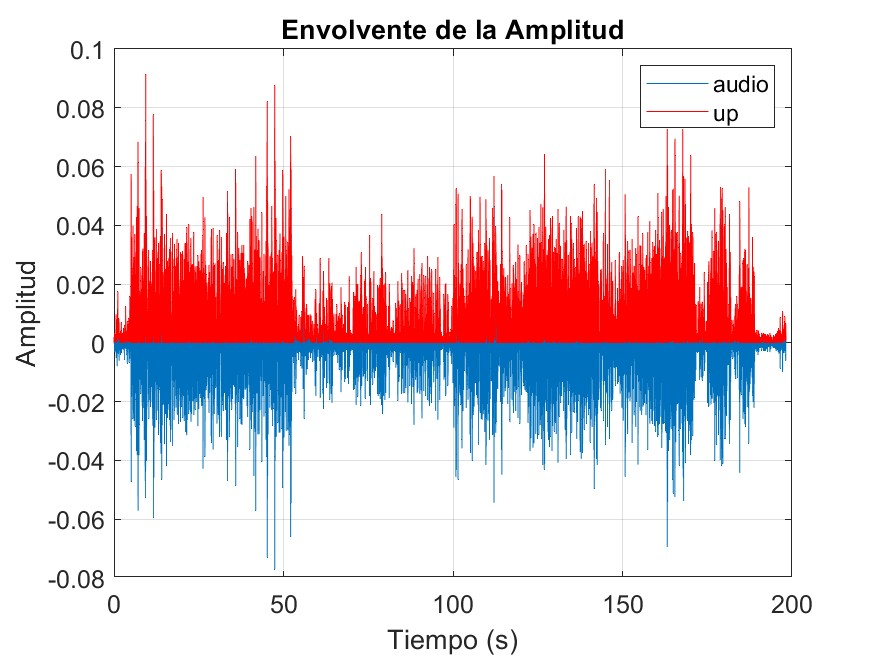 Envolvente de la Amplitud
audio
up
0.1
0.08
0.06
0.04
0.02
0
-0.02
-0.04
-0.06
-0.08
Amplitud
0 50 100 150 200
Tiempo (s)